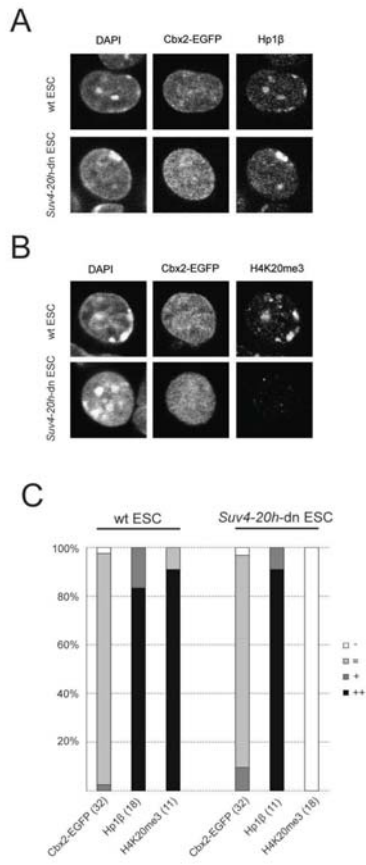 A
DAPI Cbx2-EGFP Hp1β
wt ESC
Suv4-20h-dn ESC
B
DAPI Cbx2-EGFP H4K20me3
wt ESC
Suv4-20h-dn ESC
C
wt ESC Suv4-20h-dn ESC
100%
80%
60%
40%
20%
-
=
+
++
Cbx2-EGFP (32)
Hp1β (18)
H4K20me3 (11)
Cbx2-EGFP (32)
Hp1β (11)
H4K20me3 (18)